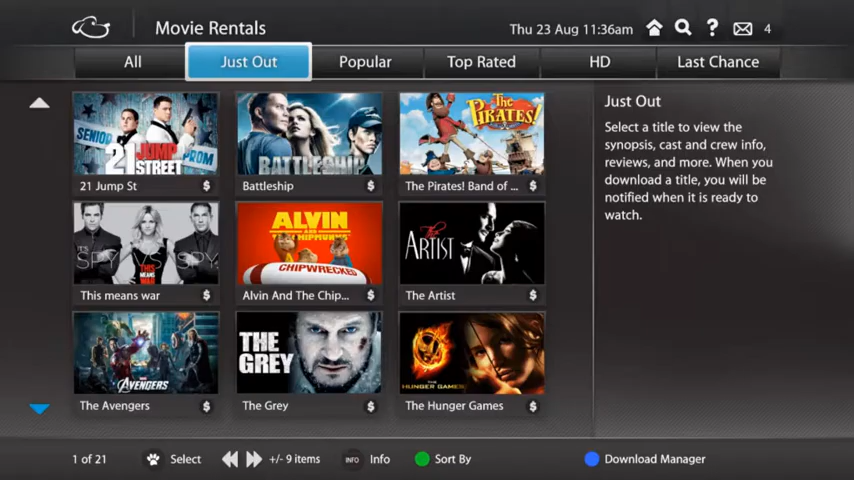 Movie Rentals
Thu 23 Aug 11:36am
4
All
Just Out
Popular
Top Rated
HD
Last Chance
SENIOR
PROM
21 JUMP
STREET
BATTLESHIP
The
PIRATES!
21 Jump St
$
Battleship
$
The Pirates! Band of ...
$
IT'S
SPY VS SPY
THIS
MEANS
WAR
ALVIN
AND
THE CHIPMUNKS
CHIPWRECKED
The
ARTIST
This means war
$
Alvin And The Chip...
$
The Artist
$
AVENGERS
THE
GREY
THE
HUNGER GAMES
The Avengers
$
The Grey
$
The Hunger Games
$
Just Out
Select a title to view the
synopsis, cast and crew info,
reviews, and more. When you
download a title, you will be
notified when it is ready to
watch.
1 of 21
Select
+/- 9 items
INFO
Info
Sort By
Download Manager